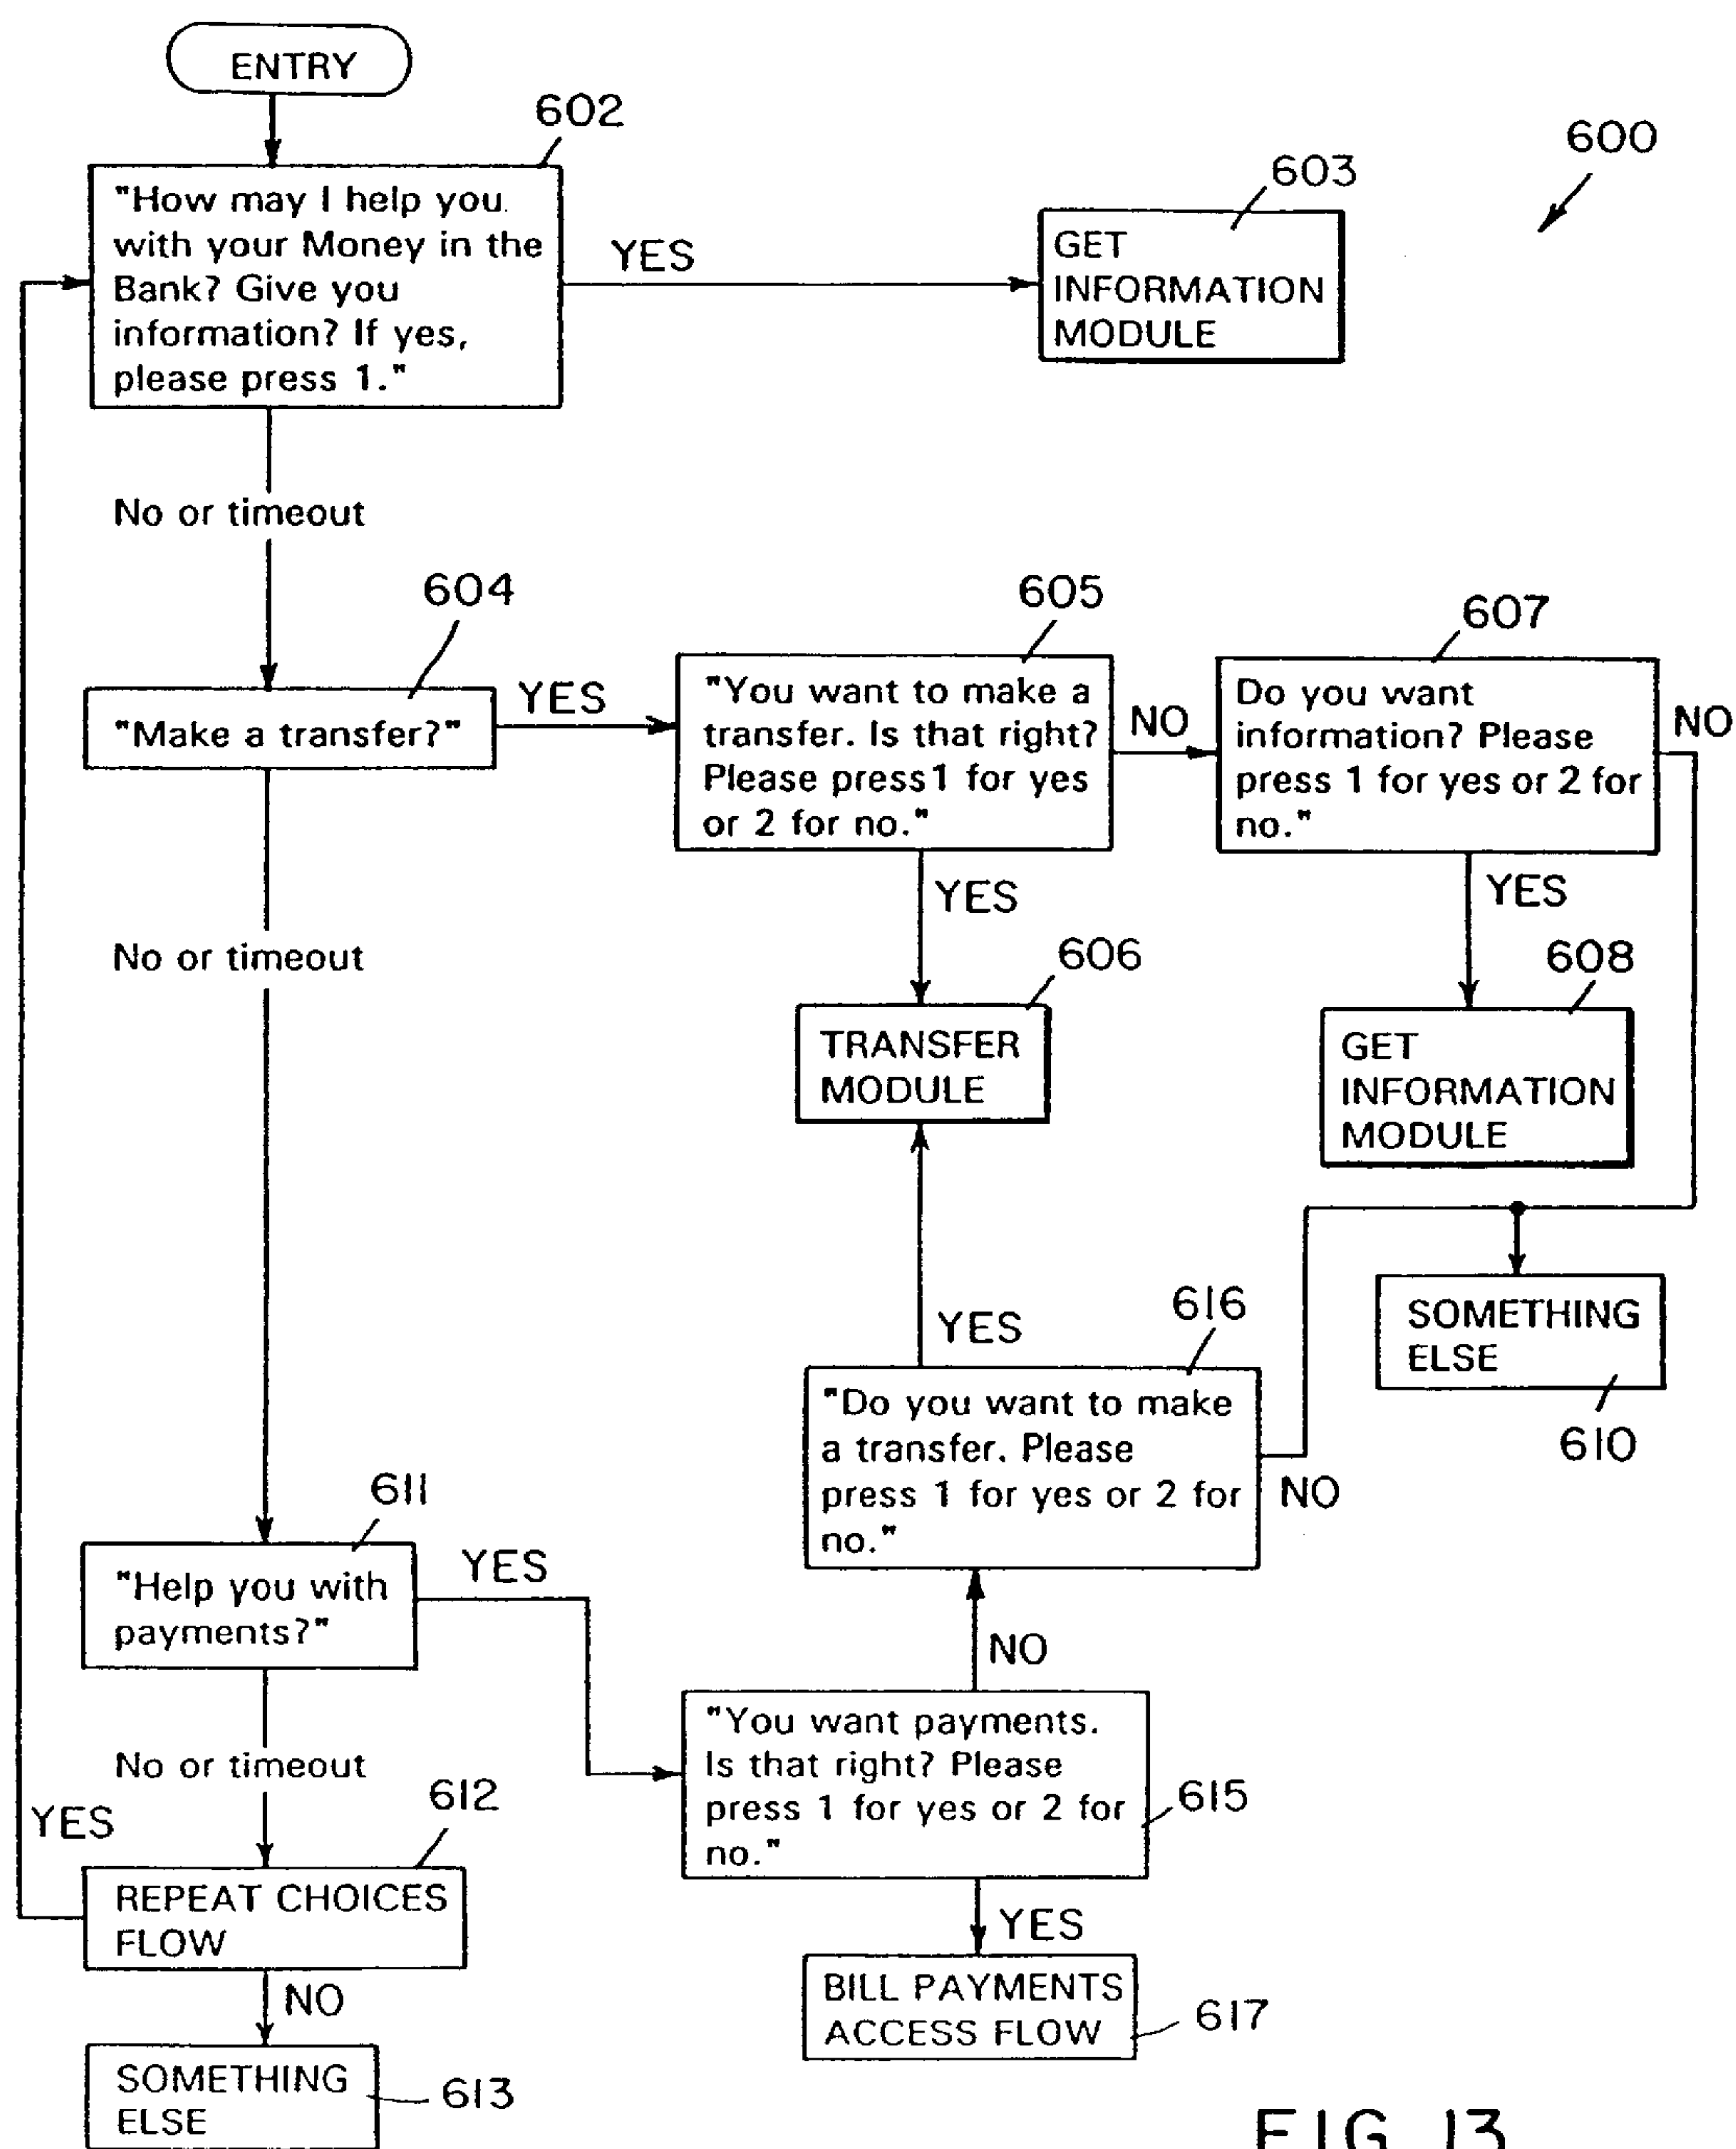 ENTRY
602
"How may I help you
with your Money in the
Bank? Give you
information? If yes,
please press 1."
YES
603
GET
INFORMATION
MODULE
600
No or timeout
604
"Make a transfer?"
YES
605
"You want to make a
transfer. Is that right?
Please press 1 for yes
or 2 for no."
NO
607
Do you want
information? Please
press 1 for yes or 2 for
no."
NO
YES
606
TRANSFER
MODULE
YES
608
GET
INFORMATION
MODULE
No or timeout
YES
616
"Do you want to make
a transfer. Please
press 1 for yes or 2 for
no."
NO
SOMETHING
ELSE
610
611
"Help you with
payments?"
YES
NO
"You want payments.
Is that right? Please
press 1 for yes or 2 for
no."
615
No or timeout
YES
612
REPEAT CHOICES
FLOW
NO
SOMETHING
ELSE
613
YES
BILL PAYMENTS
ACCESS FLOW
617
FIG. 13